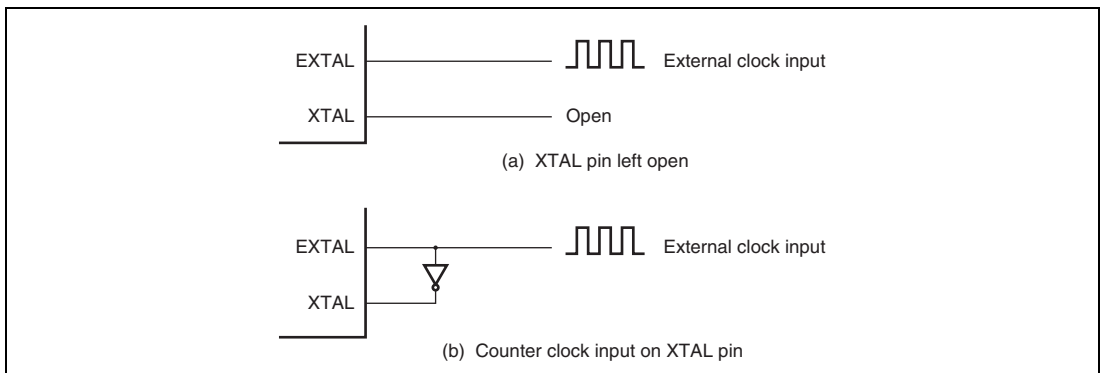 EXTAL External clock input
XTAL Open
(a) XTAL pin left open
EXTAL External clock input
XTAL
(b) Counter clock input on XTAL pin